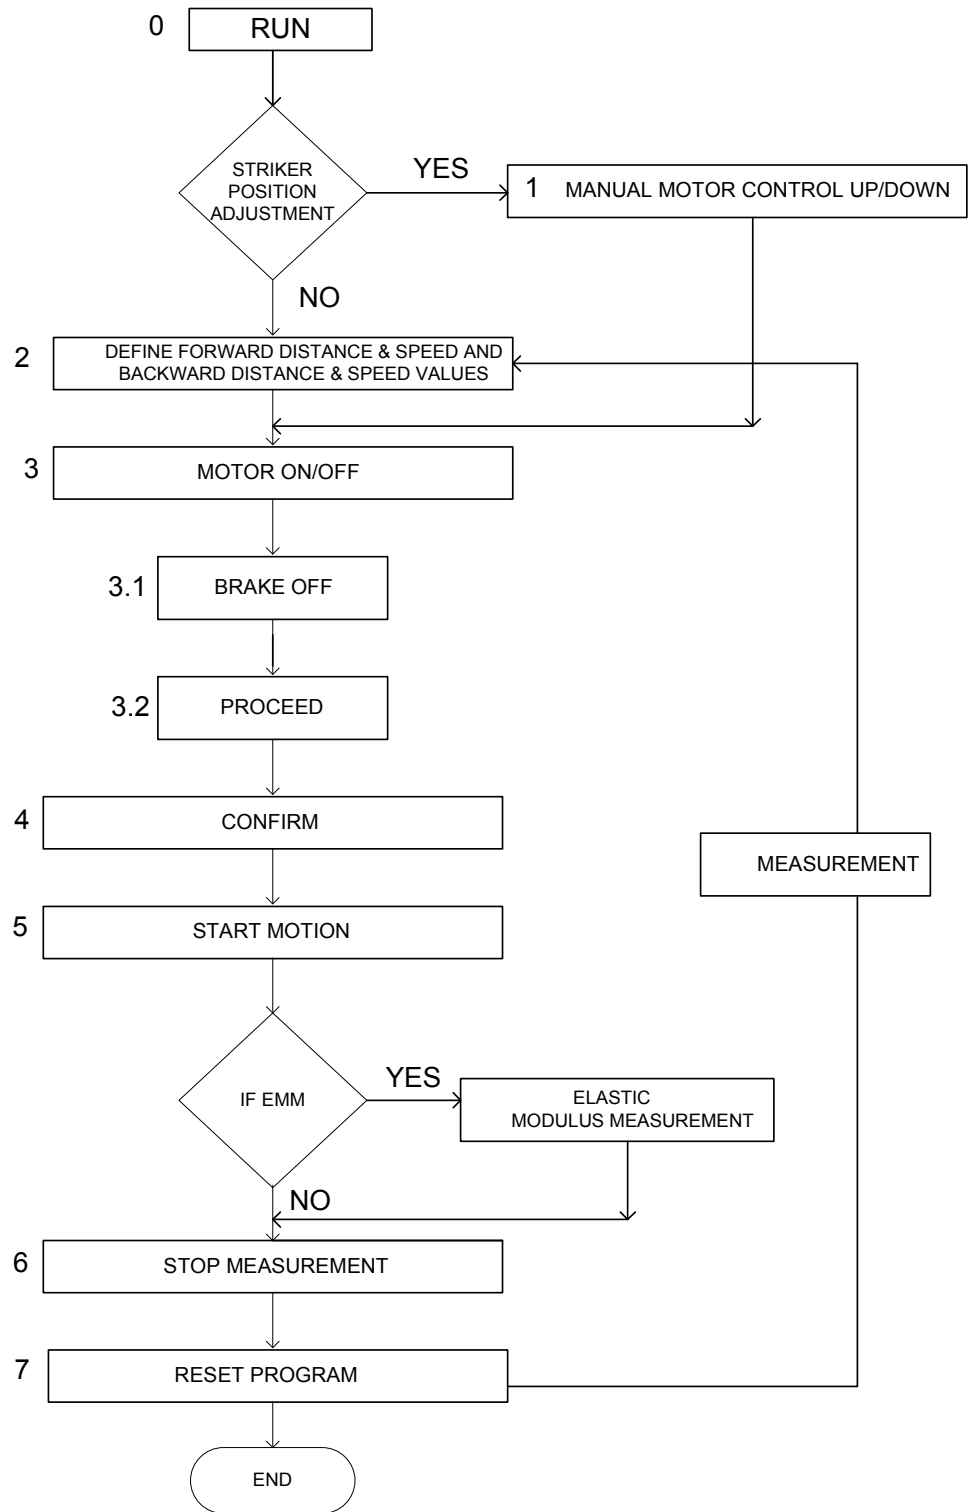 0 RUN
STRIKER
POSITION
ADJUSTMENT
YES
1 MANUAL MOTOR CONTROL UP/DOWN
NO
2 DEFINE FORWARD DISTANCE & SPEED AND
BACKWARD DISTANCE & SPEED VALUES
3 MOTOR ON/OFF
3.1 BRAKE OFF
3.2 PROCEED
4 CONFIRM
MEASUREMENT
5 START MOTION
IF EMM
YES
ELASTIC
MODULUS MEASUREMENT
NO
6 STOP MEASUREMENT
7 RESET PROGRAM
END